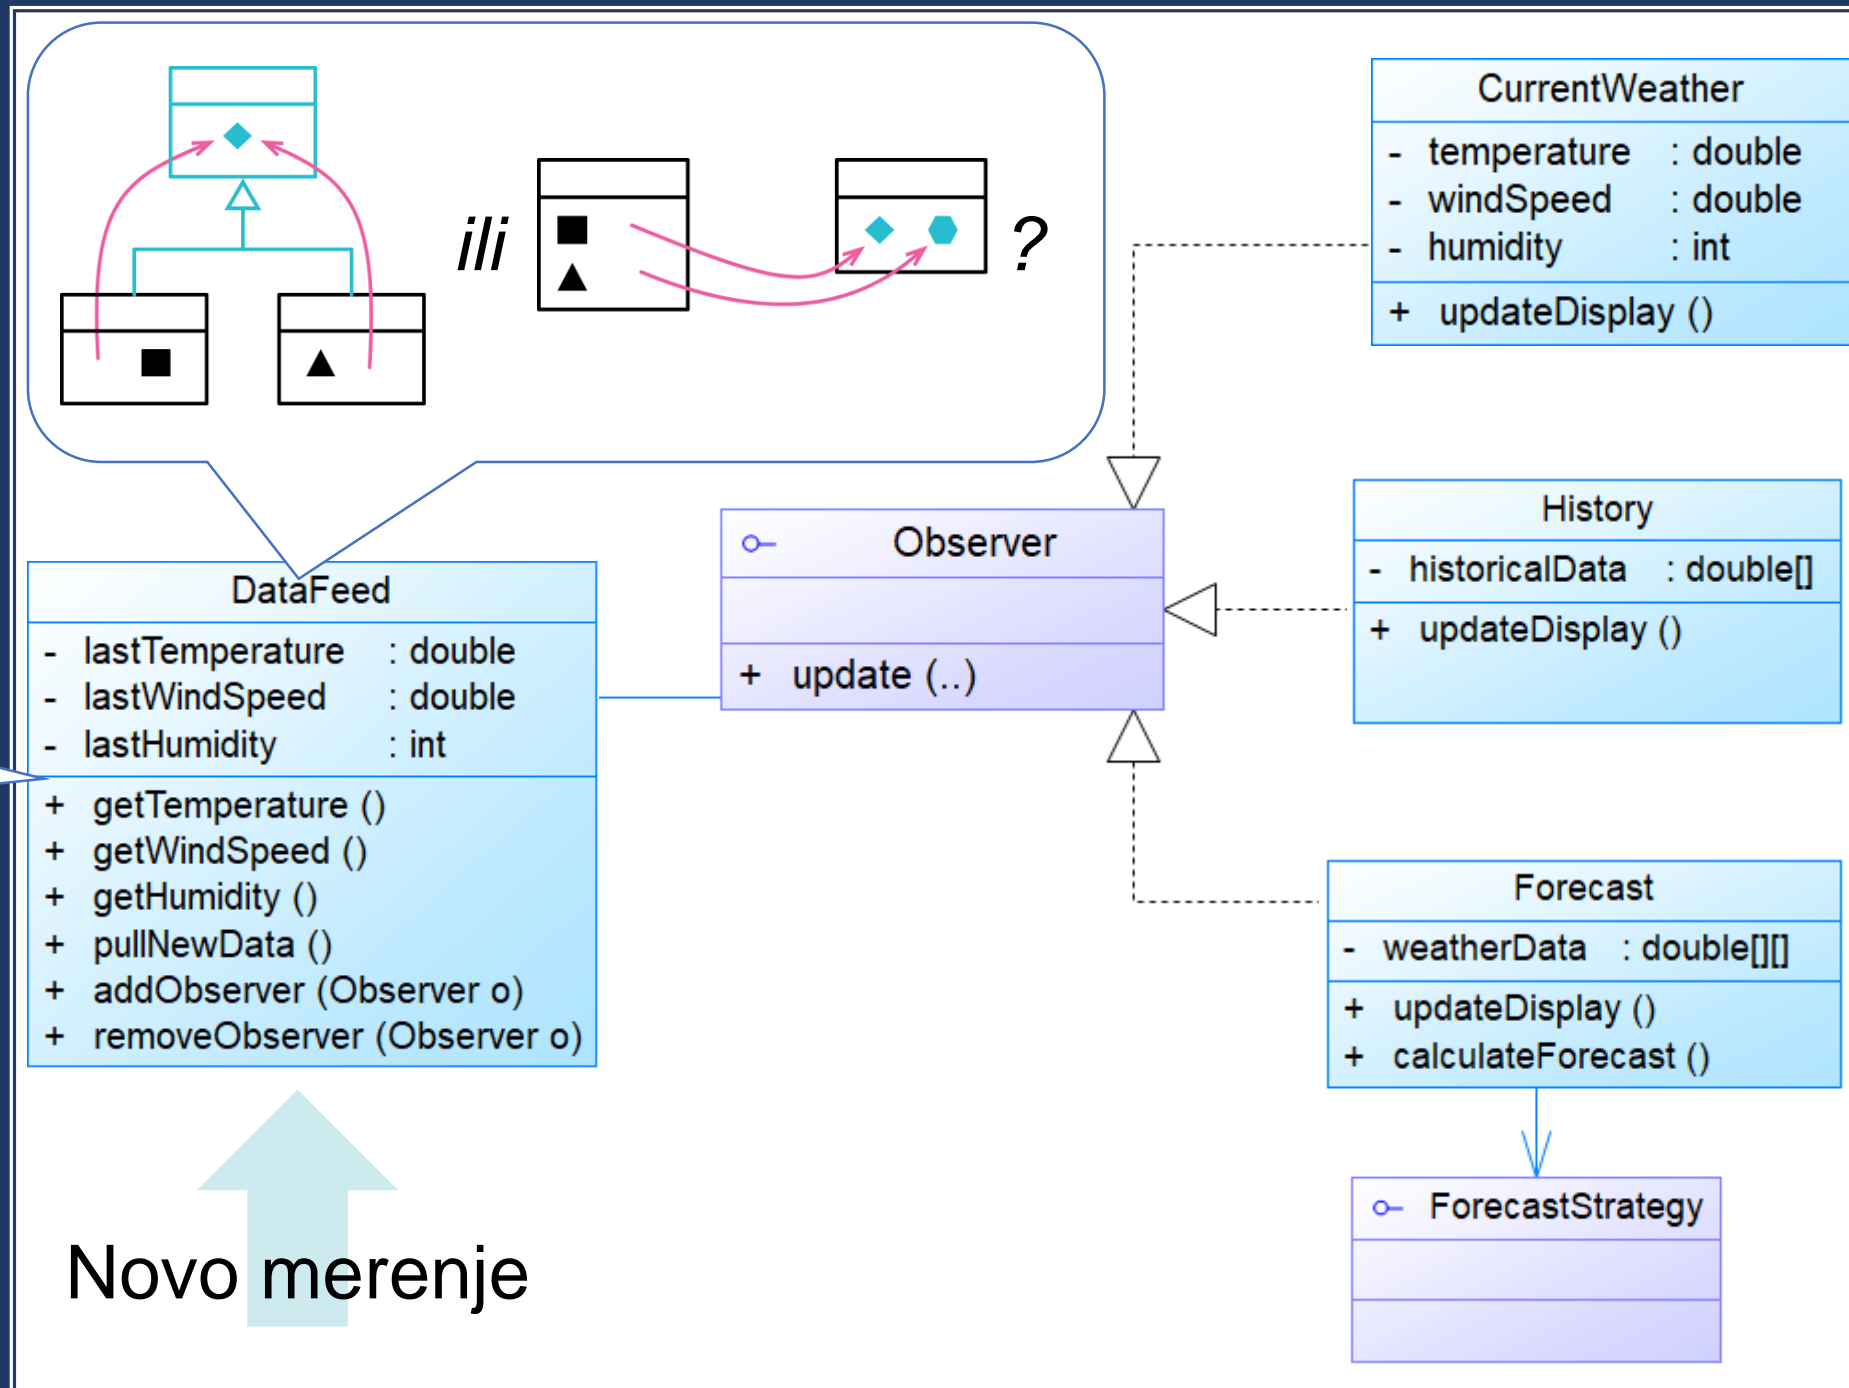 ili
?
CurrentWeather
- temperature : double
- windSpeed : double
- humidity : int
+ updateDisplay ()
Observer
+ update (..)
History
- historicalData : double[]
+ updateDisplay ()
DataFeed
- lastTemperature : double
- lastWindSpeed : double
- lastHumidity : int
+ getTemperature ()
+ getWindSpeed ()
+ getHumidity ()
+ pullNewData ()
+ addObserver (Observer o)
+ removeObserver (Observer o)
Forecast
- weatherData : double[][]
+ updateDisplay ()
+ calculateForecast ()
ForecastStrategy
Novo merenje